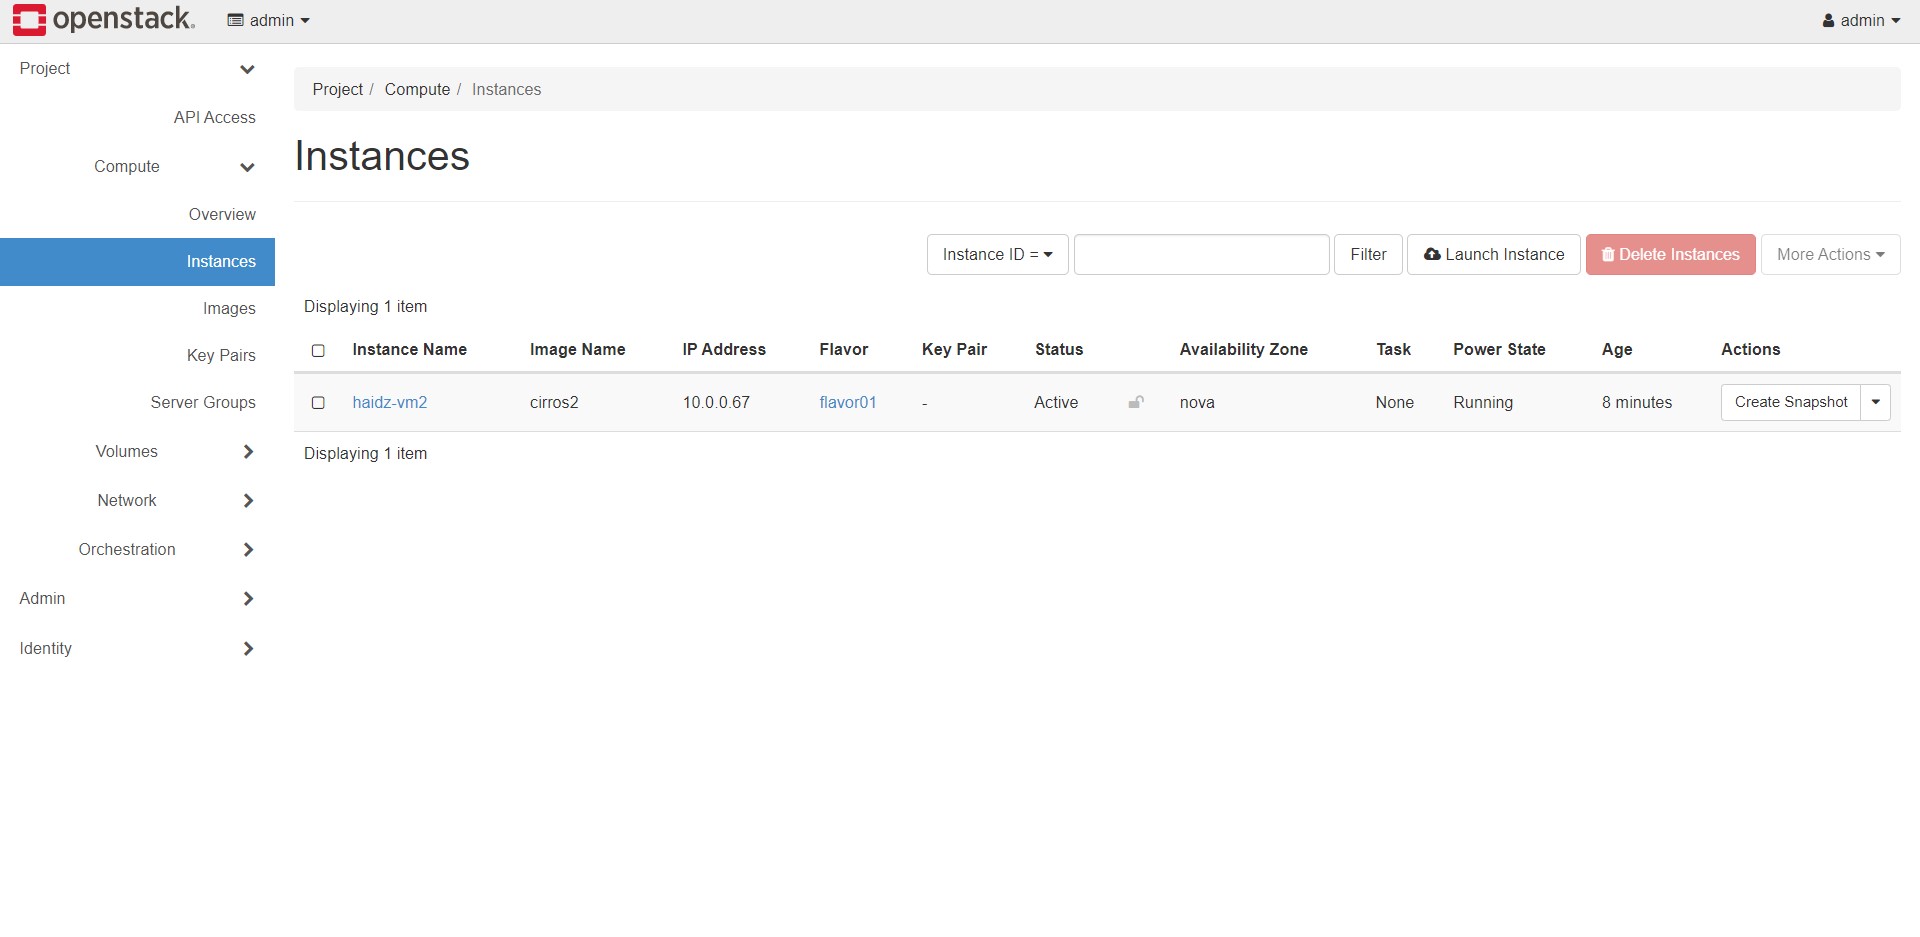 openstack. admin admin
Project
API Access
Compute
Overview
Instances
Images
Key Pairs
Server Groups
Volumes
Network
Orchestration
Admin
Identity
Project / Compute / Instances
Instances
Instance ID = Filter Launch Instance Delete Instances More Actions
Displaying 1 item
Instance Name Image Name IP Address Flavor Key Pair Status Availability Zone Task Power State Age Actions
haidz-vm2 cirros2 10.0.0.67 flavor01 - Active nova None Running 8 minutes Create Snapshot
Displaying 1 item